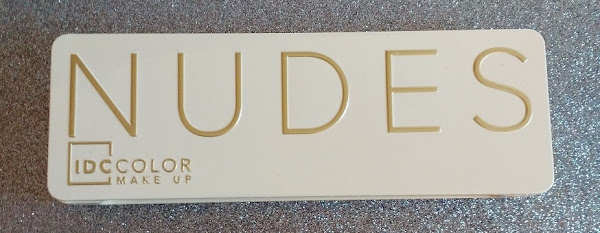 NUDES
IDC COLOR
MAKE UP